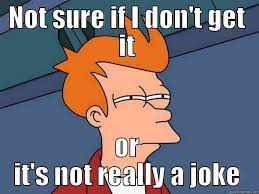 Not sure if I don't get
it
or
it's not really a joke